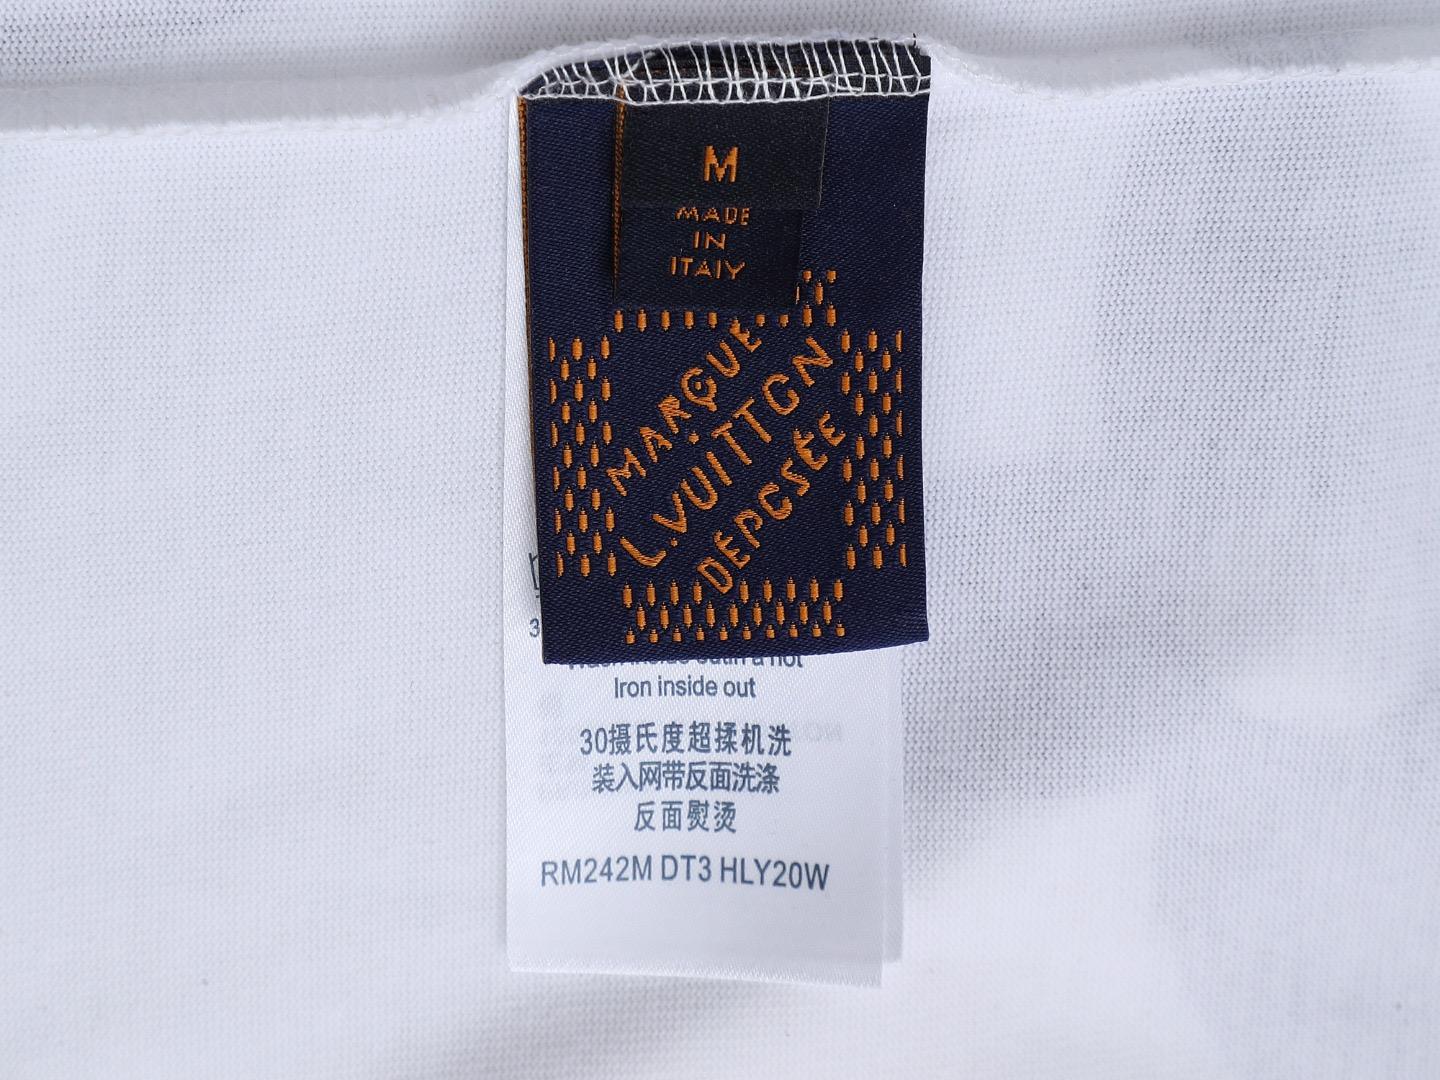 M
MADE
IN
ITALY
MARQUE
L.VUITTON
DÉPOSÉE
Iron inside out
30摄氏度超揉机洗
装入网带反面洗涤
反面熨烫
RM242M DT3 HLY20W